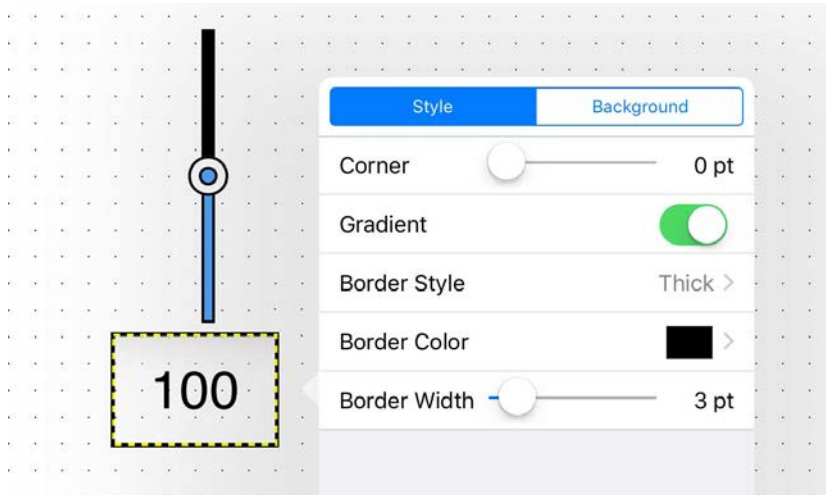 Style Background
Corner 0 pt
Gradient
Border Style Thick >
Border Color >
100
Border Width 3 pt